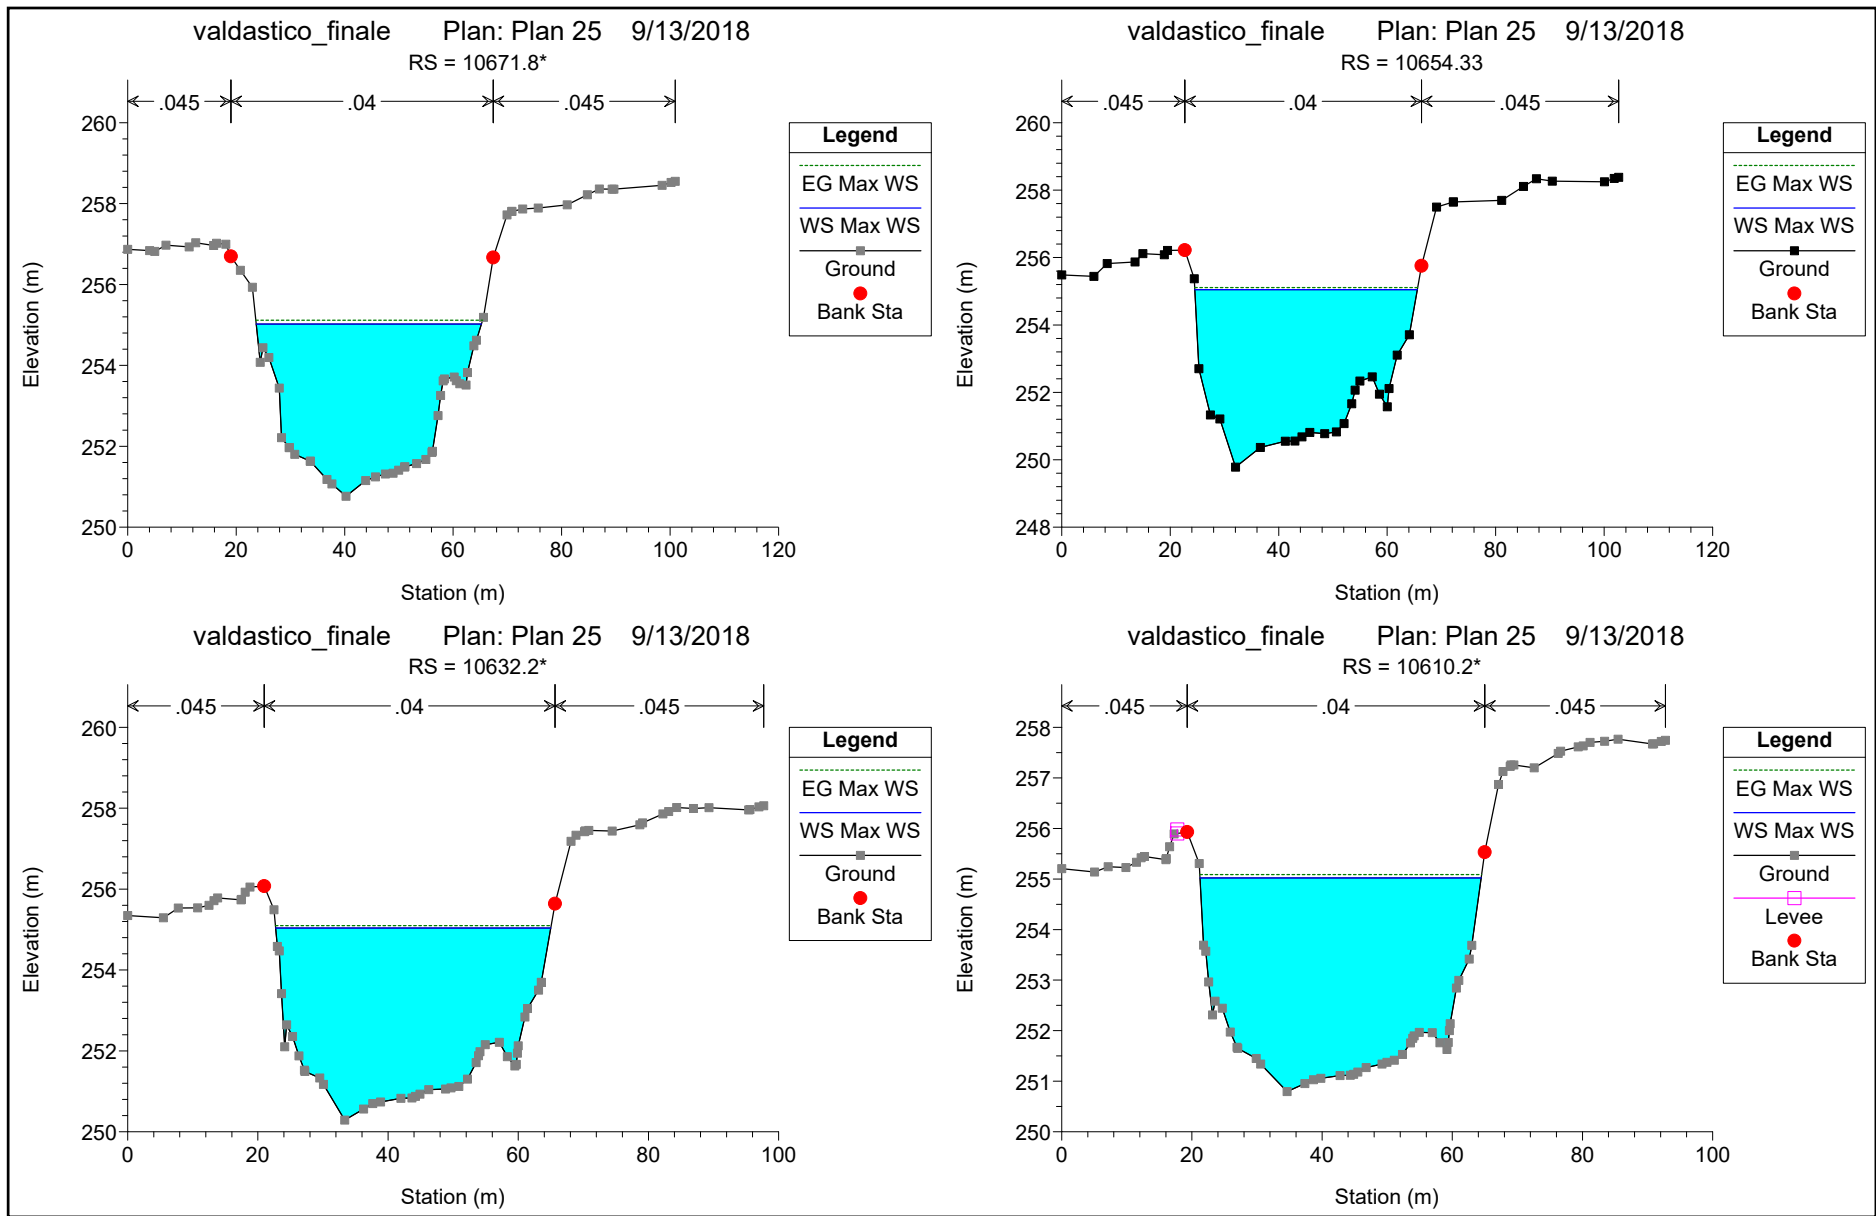 valdastico_finale Plan: Plan 25 9/13/2018
RS = 10671.8*
.045 .04 .045
260
258
256
254
252
250
0 20 40 60 80 100 120
Elevation (m)
Station (m)
Legend
EG Max WS
WS Max WS
Ground
Bank Sta
valdastico_finale Plan: Plan 25 9/13/2018
RS = 10654.33
.045 .04 .045
260
258
256
254
252
250
248
0 20 40 60 80 100 120
Elevation (m)
Station (m)
Legend
EG Max WS
WS Max WS
Ground
Bank Sta
valdastico_finale Plan: Plan 25 9/13/2018
RS = 10632.2*
.045 .04 .045
260
258
256
254
252
250
0 20 40 60 80 100
Elevation (m)
Station (m)
Legend
EG Max WS
WS Max WS
Ground
Bank Sta
valdastico_finale Plan: Plan 25 9/13/2018
RS = 10610.2*
.045 .04 .045
258
257
256
255
254
253
252
251
250
0 20 40 60 80 100
Elevation (m)
Station (m)
Legend
EG Max WS
WS Max WS
Ground
Levee
Bank Sta